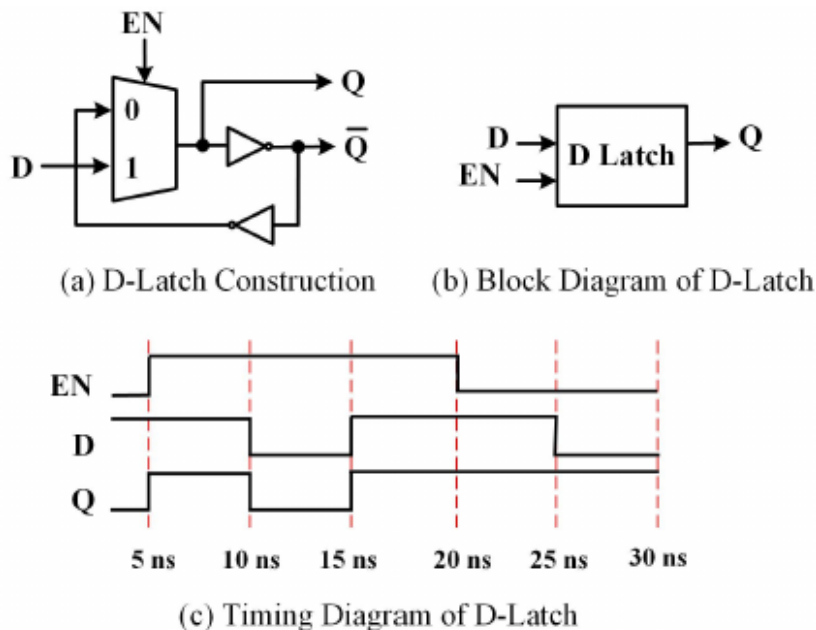 EN
0
1
D
Q
Q̅
(a) D-Latch Construction
D
EN
D Latch
Q
(b) Block Diagram of D-Latch
EN
D
Q
5 ns 10 ns 15 ns 20 ns 25 ns 30 ns
(c) Timing Diagram of D-Latch